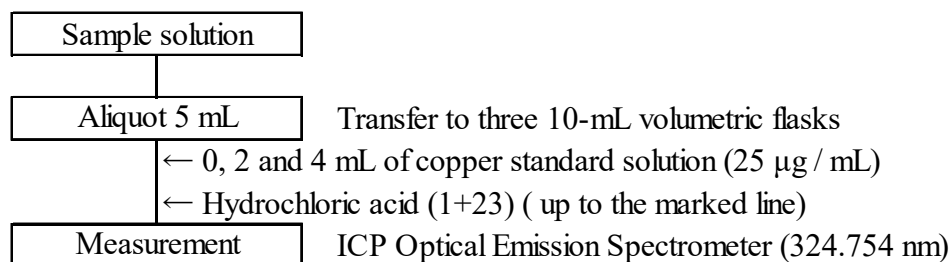 Sample solution
Aliquot 5 mL Transfer to three 10-mL volumetric flasks
← 0, 2 and 4 mL of copper standard solution (25 µg / mL)
← Hydrochloric acid (1+23) ( up to the marked line)
Measurement ICP Optical Emission Spectrometer (324.754 nm)